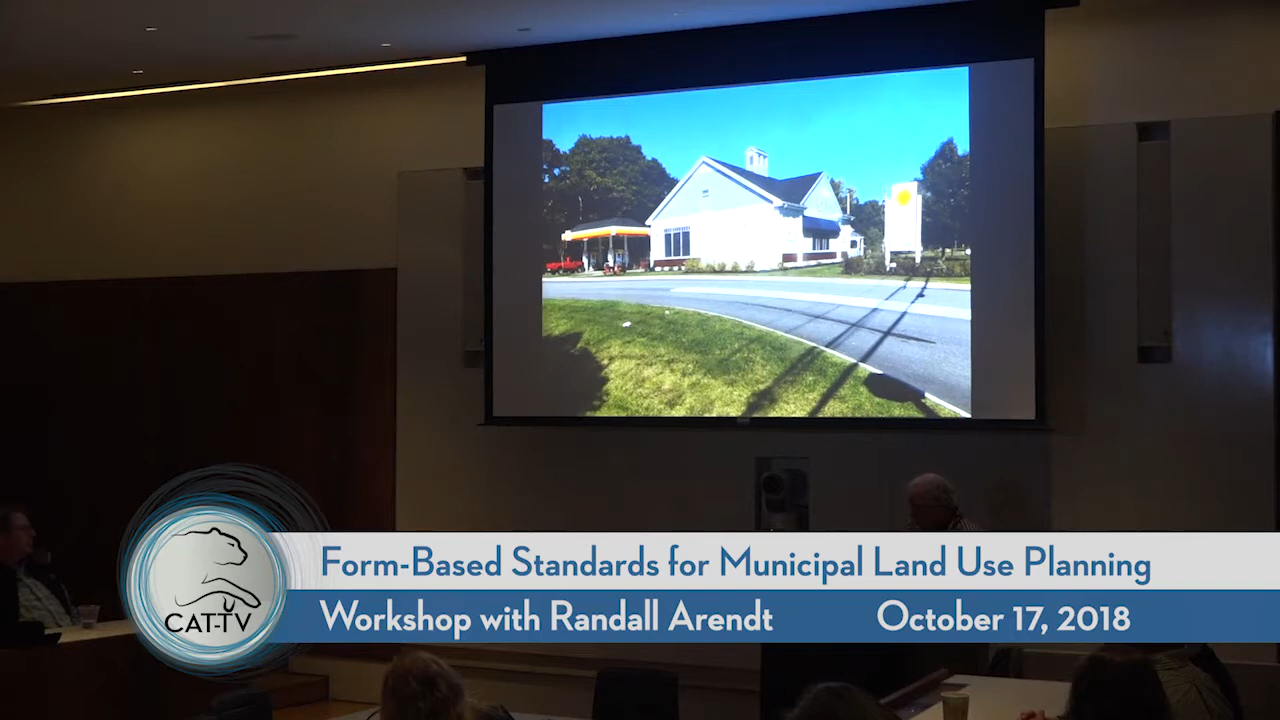 Form-Based Standards for Municipal Land Use Planning
Workshop with Randall Arendt October 17, 2018
CAT-TV